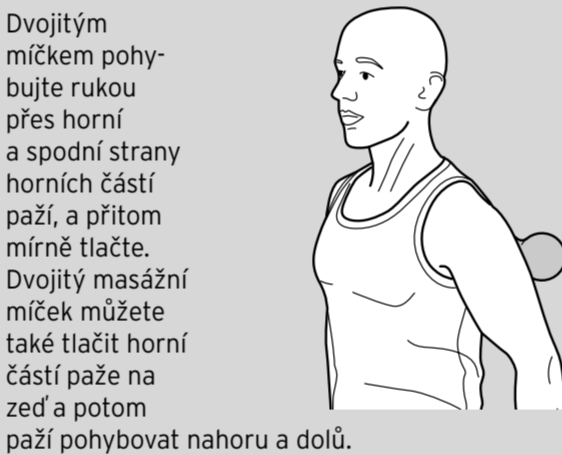 Dvojitým
míčkem pohy-
bujte rukou
přes horní
a spodní strany
horních částí
paží, a přitom
mírně tlačte.
Dvojitý masážní
míček můžete
také tlačit horní
částí paže na
zeď a potom
paží pohybovat nahoru a dolů.